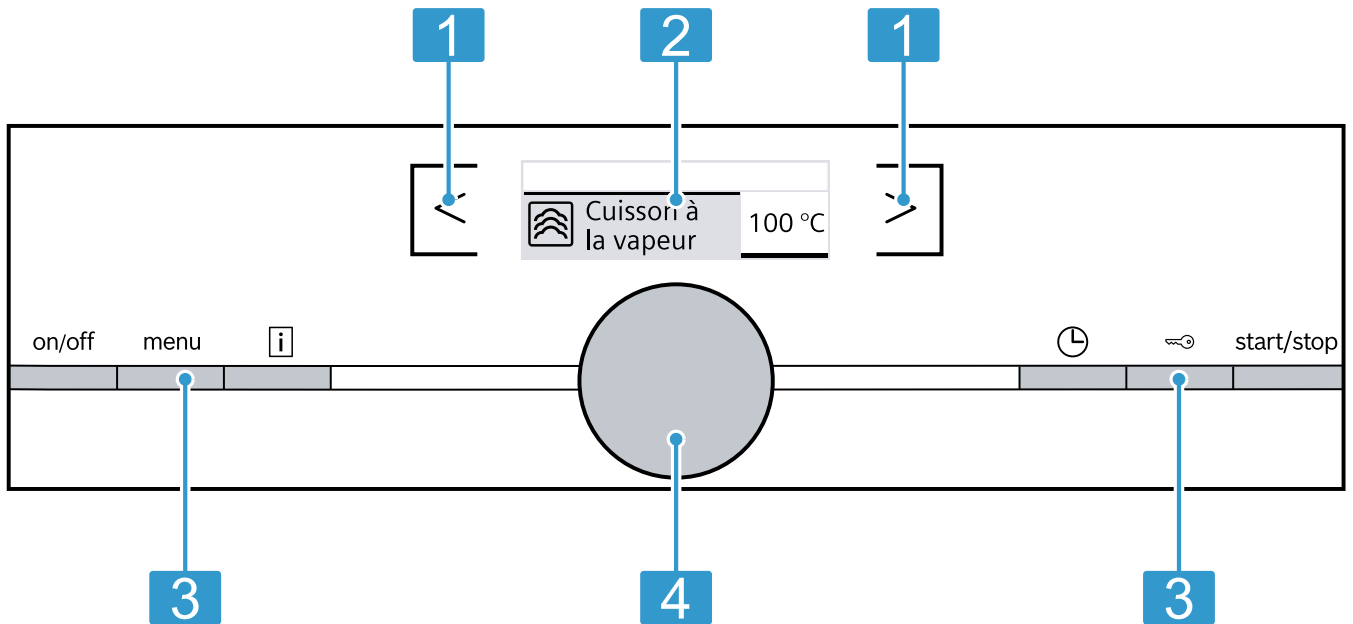 1 2 1
Cuisson à
la vapeur
100 °C
on/off menu i start/stop
3 4 3